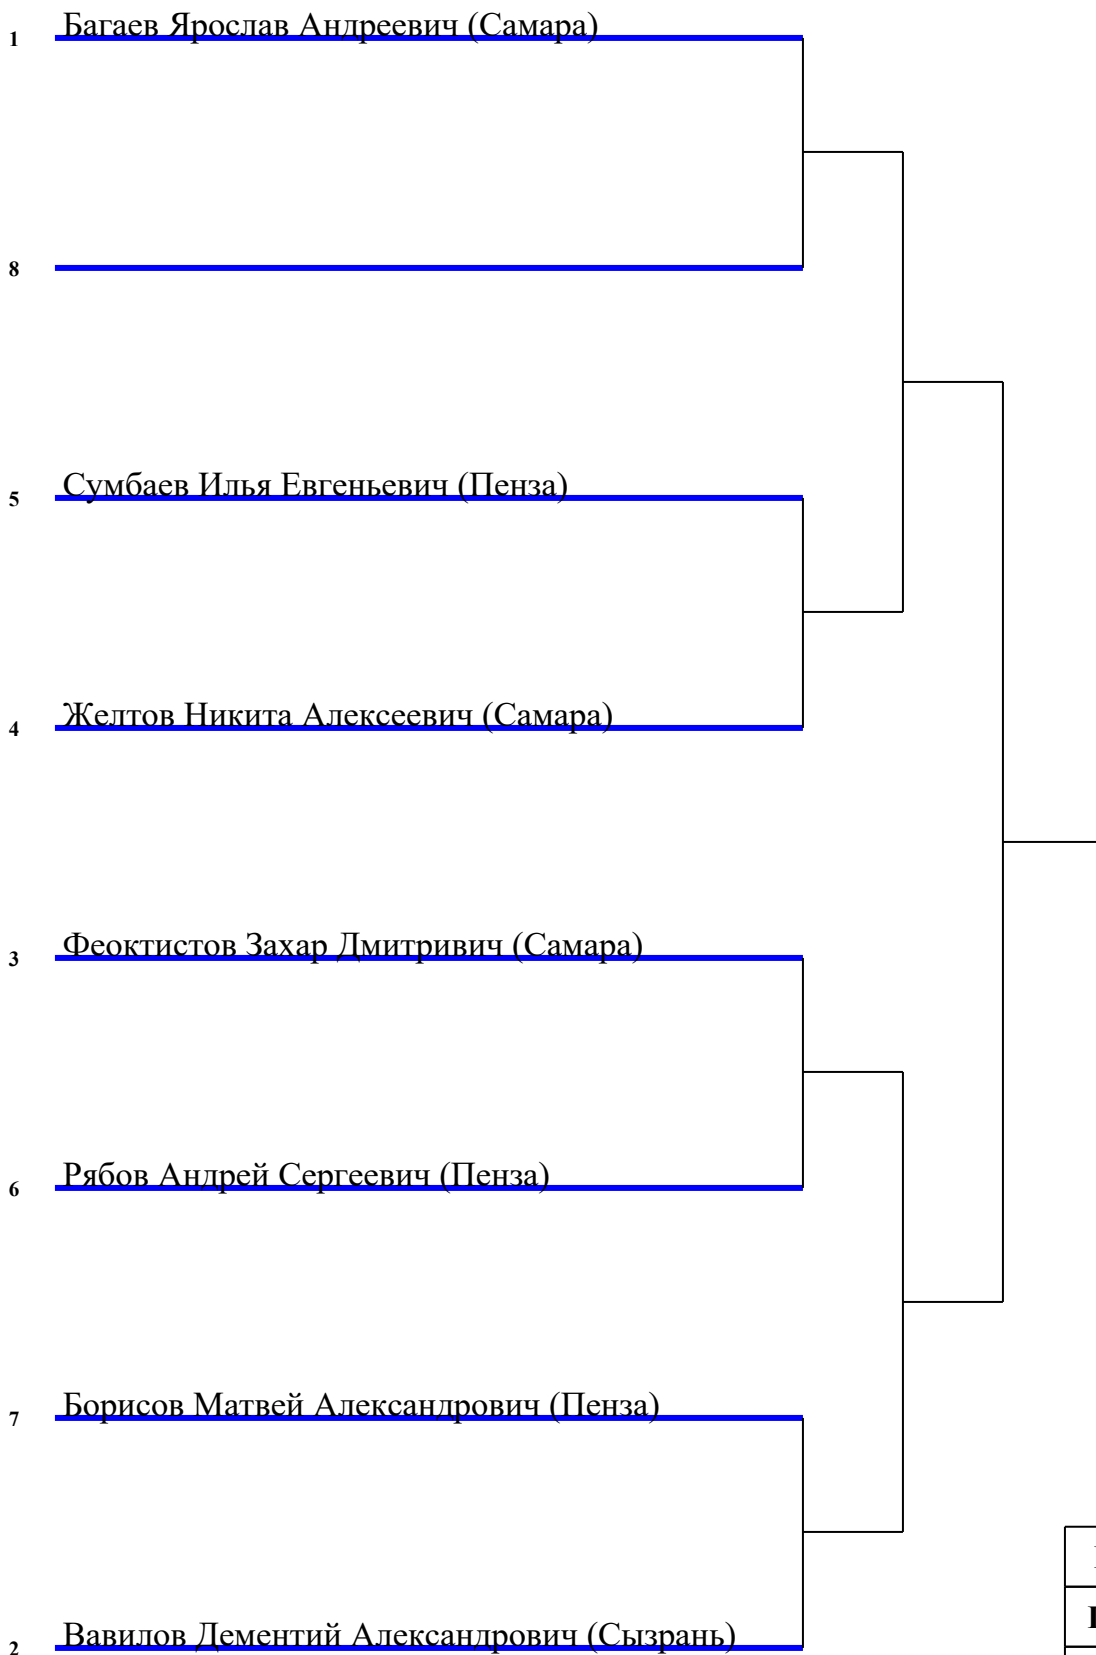 1 Багаев Ярослав Андреевич (Самара)
8
5 Сумбаев Илья Евгеньевич (Пенза)
4 Желтов Никита Алексеевич (Самара)
3 Феоктистов Захар Дмитривич (Самара)
6 Рябов Андрей Сергеевич (Пенза)
7 Борисов Матвей Александрович (Пенза)
2 Вавилов Дементий Александрович (Сызрань)